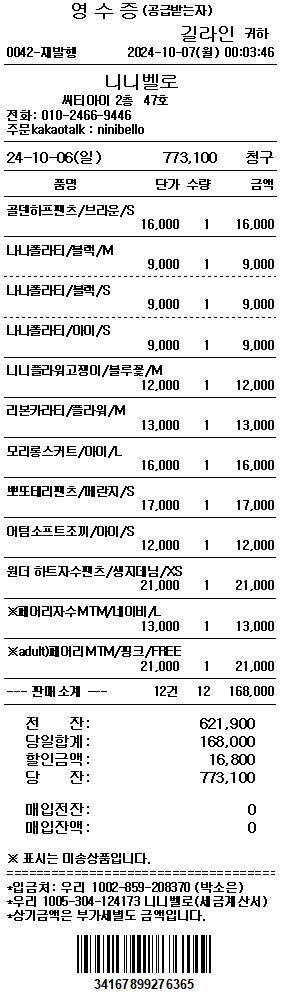 영 수 증 (공급받는자)
길라인 귀하
0042-재발행 2024-10-07(월) 00:03:46
니니벨로
씨티아이 2층 47호
전화: 010-2466-9446
주문kakaotalk : ninibello
24-10-06(일) 773,100 청구
품명 단가 수량 금액
골덴히프팬츠/브라운/S
16,000 1 16,000
나나쫄라티/블랙/M
9,000 1 9,000
나나쫄라티/블랙/S
9,000 1 9,000
나나쫄라티/아이/S
9,000 1 9,000
니니플라워고쟁이/블루꽃/M
12,000 1 12,000
리본카라티/플라워/M
13,000 1 13,000
모리롱스커트/아이/L
16,000 1 16,000
뽀또테리팬츠/메란지/S
17,000 1 17,000
어텀소프트조끼/아이/S
12,000 1 12,000
원더 하트자수팬츠/생지데님/XS
21,000 1 21,000
※페어리자수MTM/네이비/L
13,000 1 13,000
※adult)페어리MTM/핑크/FREE
21,000 1 21,000
--- 판매소계 --- 12건 12 168,000
전 잔: 621,900
당일합계: 168,000
할인금액: 16,800
당 잔: 773,100
매입전잔: 0
매입잔액: 0
※ 표시는 미송상품입니다.
====================================
*입금처: 우리 1002-859-208370 (박소은)
*우리 1005-304-124173 니니벨로(세금계산서)
*상기금액은 부가세별도 금액입니다.
34167899276365